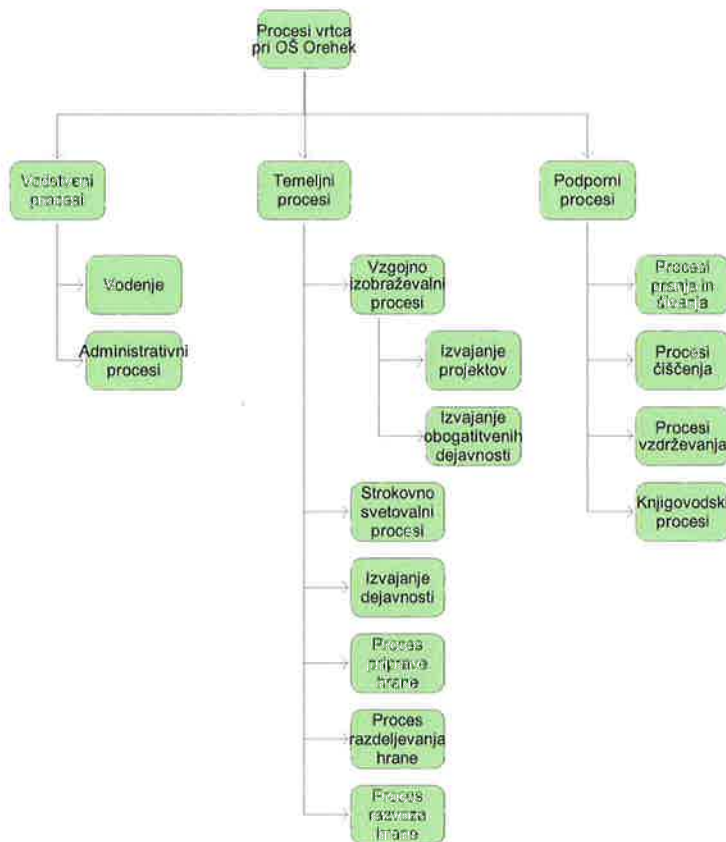 Procesi vrtca
pri OŠ Orehek
Vodstveni
procesi
Temeljni
procesi
Podporni
procesi
Vodenje
Administrativni
procesi
Vzgojno
izobraževalni
procesi
Izvajanje
projektov
Izvajanje
obogatitvenih
dejavnosti
Strokovno
svetovalni
procesi
Izvajanje
dejavnosti
Proces
priprave
hrane
Proces
razdeljevanja
hrane
Proces
razvoza
hrane
Procesi
pranja in
šivanja
Procesi
čiščenja
Procesi
vzdrževanja
Knjigovodski
procesi